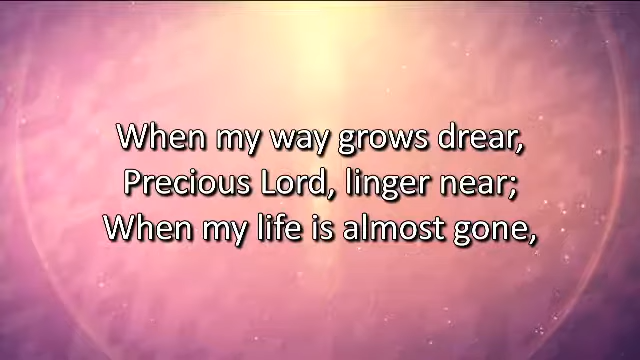 When my way grows drear,
Precious Lord, linger near;
When my life is almost gone,